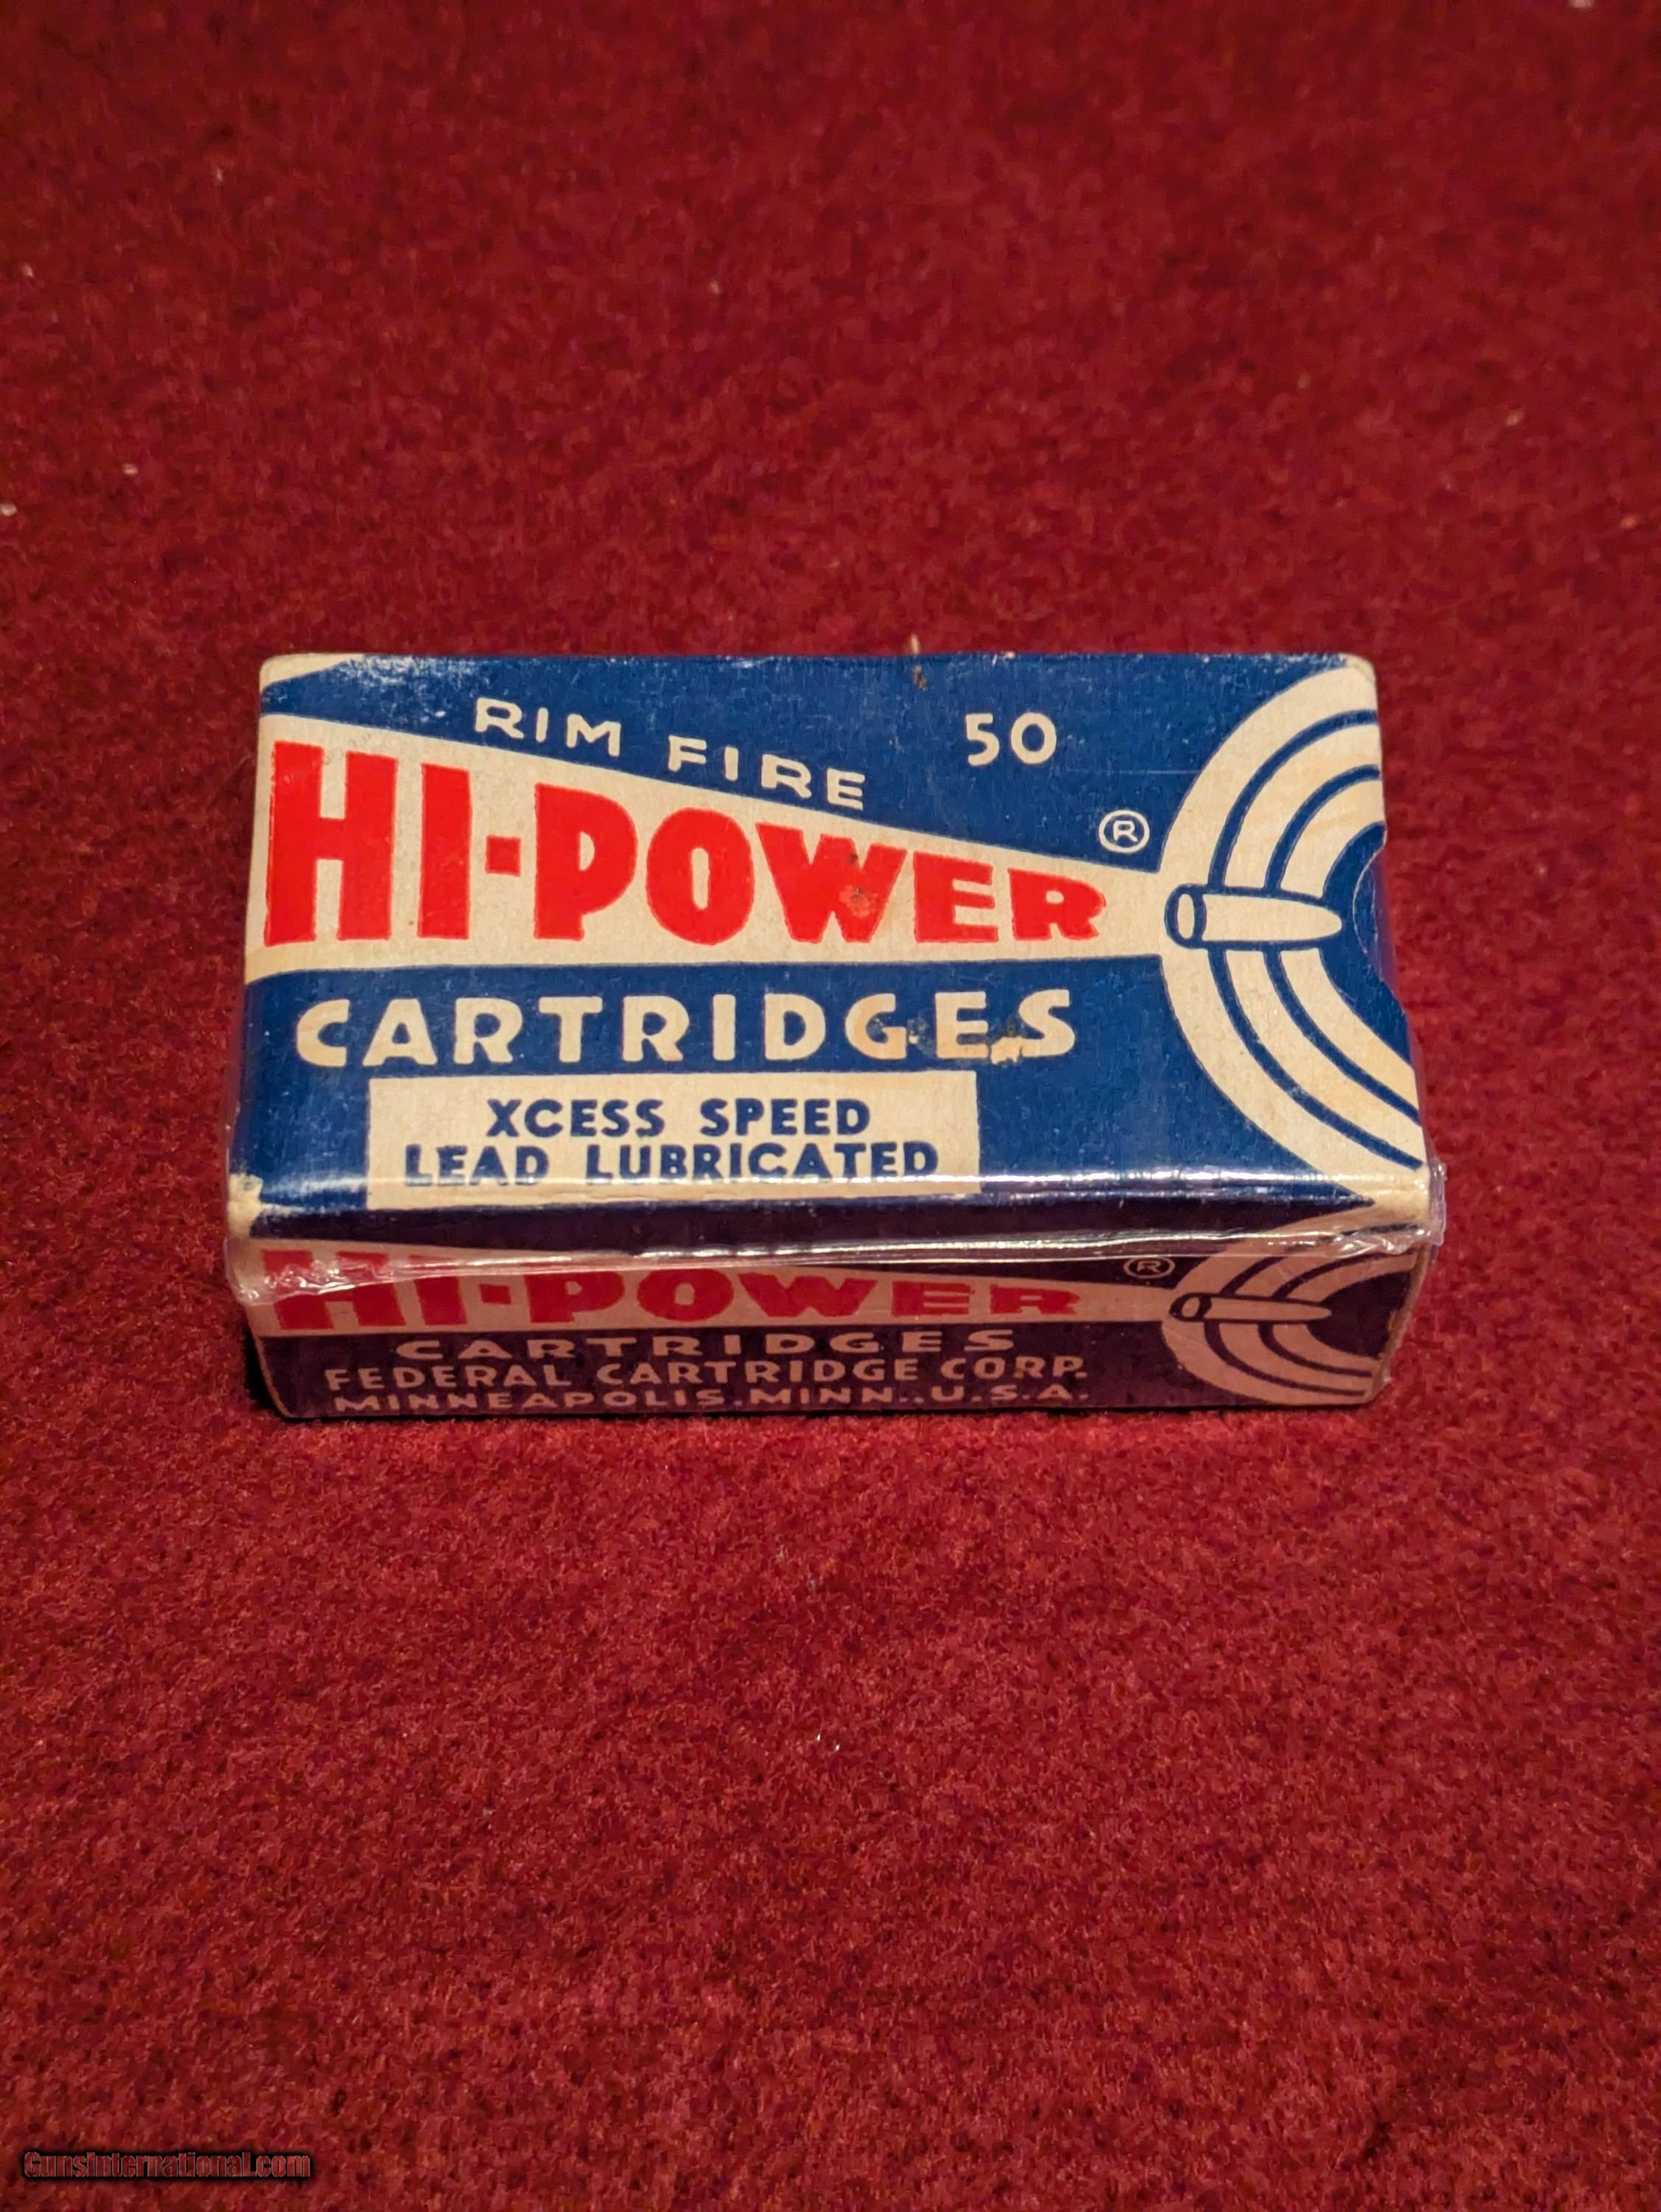 RIM FIRE 50
HI-POWER ®
CARTRIDGES
XCESS SPEED
LEAD LUBRICATED
HI-POWER ®
CARTRIDGES
FEDERAL CARTRIDGE CORP.
MINNEAPOLIS, MINN., U.S.A.
GunsInternational.com